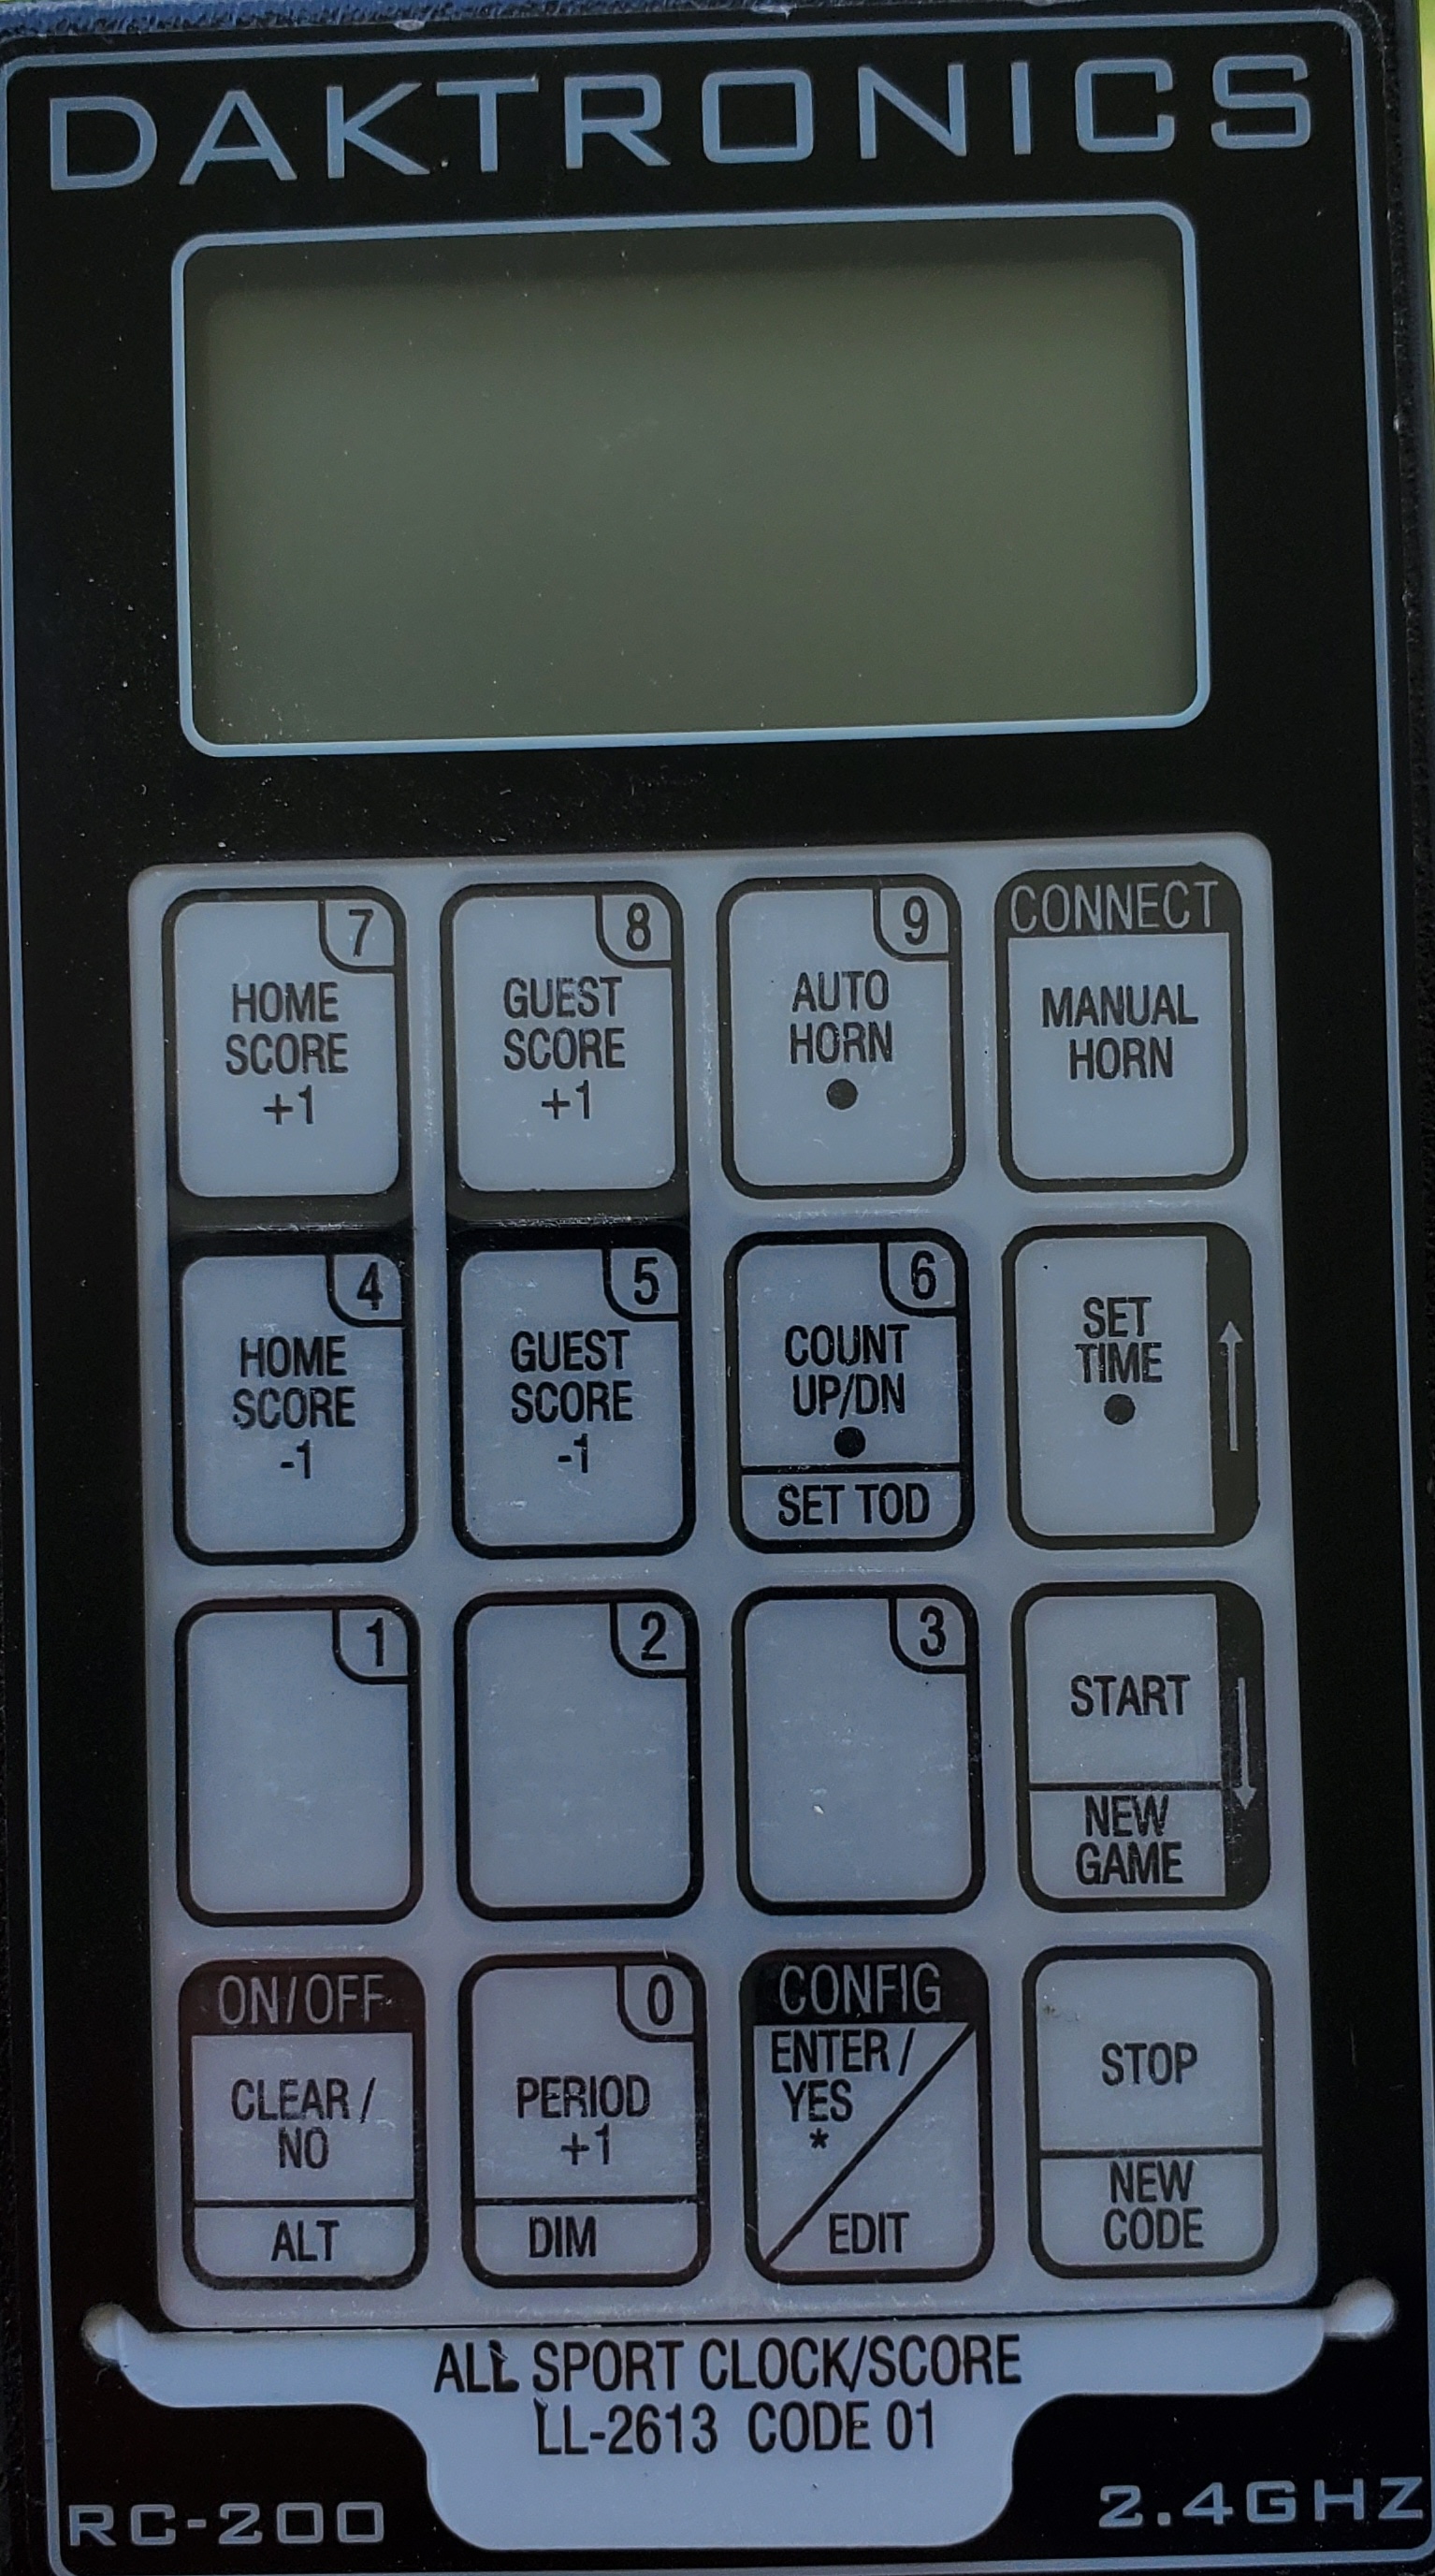 DAKTRONICS
7
HOME
SCORE
+1
8
GUEST
SCORE
+1
9
AUTO
HORN
CONNECT
MANUAL
HORN
4
HOME
SCORE
-1
5
GUEST
SCORE
-1
6
COUNT
UP/DN
SET TOD
SET
TIME
1
2
3
START
NEW
GAME
ON/OFF
CLEAR/
NO
ALT
0
PERIOD
+1
DIM
CONFIG
ENTER/
YES
*
EDIT
STOP
NEW
CODE
ALL SPORT CLOCK/SCORE
LL-2613 CODE 01
RC-200
2.4GHZ